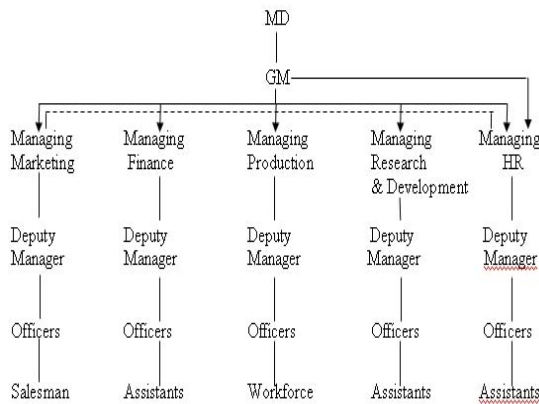 MD
GM
Managing Marketing
Managing Finance
Managing Production
Managing Research & Development
Managing HR
Deputy Manager
Deputy Manager
Deputy Manager
Deputy Manager
Deputy Manager
Officers
Officers
Officers
Officers
Officers
Salesman
Assistants
Workforce
Assistants
Assistants